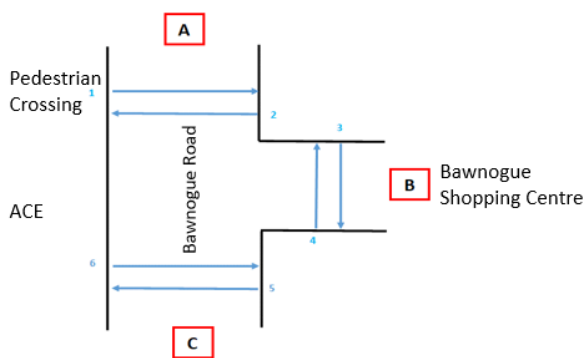 A
Pedestrian
Crossing
1
2
3
Bawnogue Road
B
Bawnogue
Shopping Centre
ACE
4
6
5
C